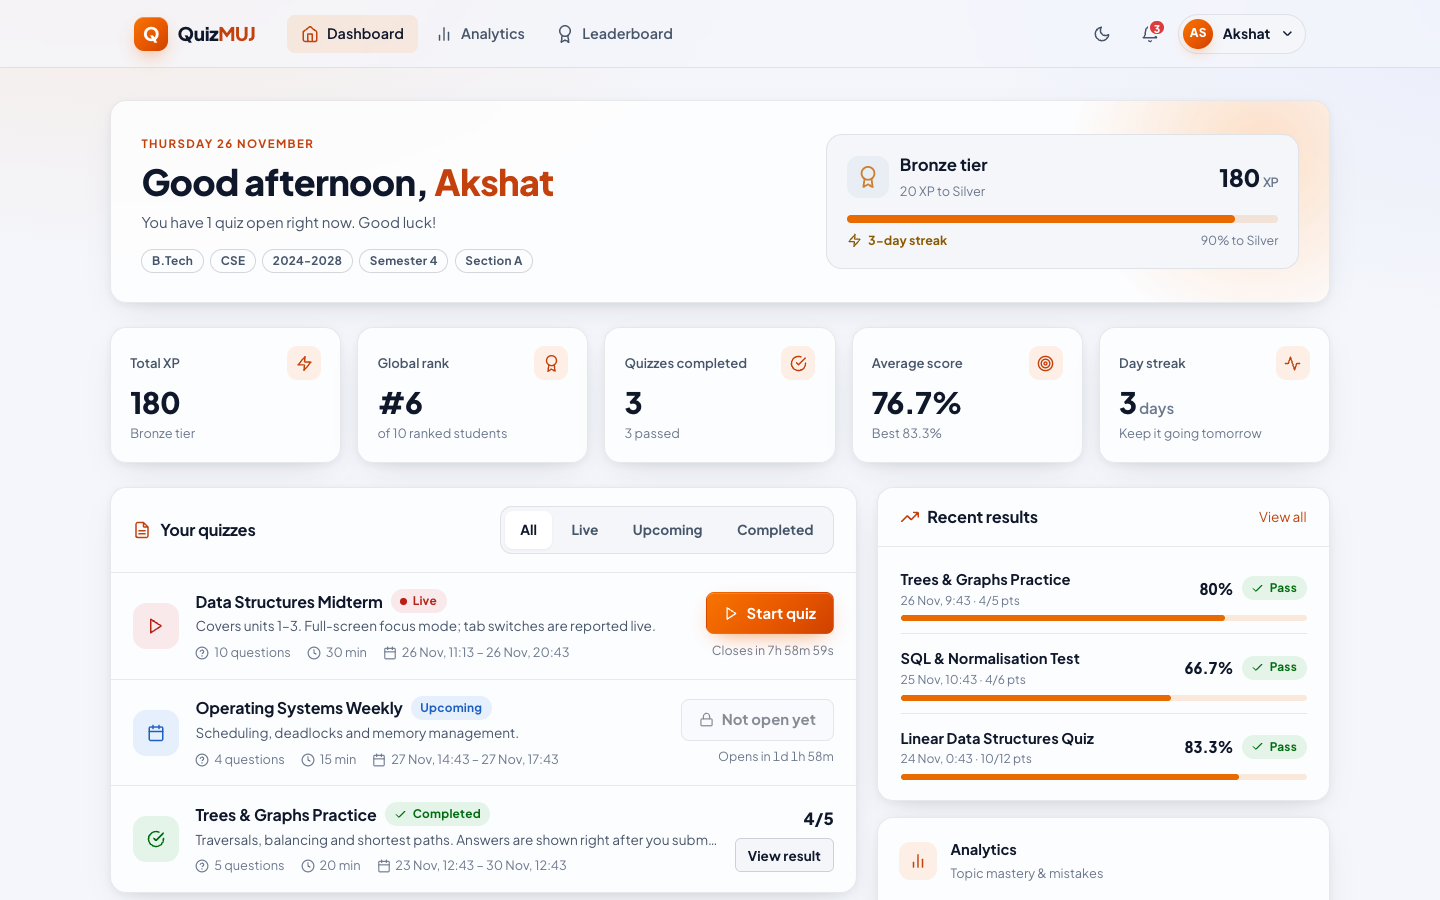 Q QuizMUJ
Dashboard
Analytics
Leaderboard
3
AS Akshat
THURSDAY 26 NOVEMBER
Good afternoon, Akshat
You have 1 quiz open right now. Good luck!
B.Tech
CSE
2024–2028
Semester 4
Section A
Bronze tier
20 XP to Silver
180 XP
3-day streak
90% to Silver
Total XP
180
Bronze tier
Global rank
#6
of 10 ranked students
Quizzes completed
3
3 passed
Average score
76.7%
Best 83.3%
Day streak
3 days
Keep it going tomorrow
Your quizzes
All
Live
Upcoming
Completed
Data Structures Midterm Live
Covers units 1–3. Full-screen focus mode; tab switches are reported live.
10 questions 30 min 26 Nov, 11:13 – 26 Nov, 20:43
Start quiz
Closes in 7h 58m 59s
Operating Systems Weekly Upcoming
Scheduling, deadlocks and memory management.
4 questions 15 min 27 Nov, 14:43 – 27 Nov, 17:43
Not open yet
Opens in 1d 1h 58m
Trees & Graphs Practice Completed
Traversals, balancing and shortest paths. Answers are shown right after you subm...
5 questions 20 min 23 Nov, 12:43 – 30 Nov, 12:43
4/5
View result
Recent results
View all
Trees & Graphs Practice
26 Nov, 9:43 · 4/5 pts
80% Pass
SQL & Normalisation Test
25 Nov, 10:43 · 4/6 pts
66.7% Pass
Linear Data Structures Quiz
24 Nov, 0:43 · 10/12 pts
83.3% Pass
Analytics
Topic mastery & mistakes